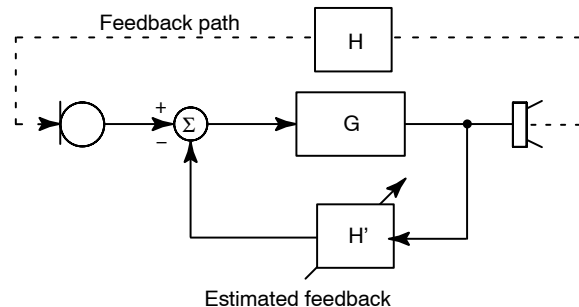 Feedback path
H
+
Σ
−
G
H'
Estimated feedback